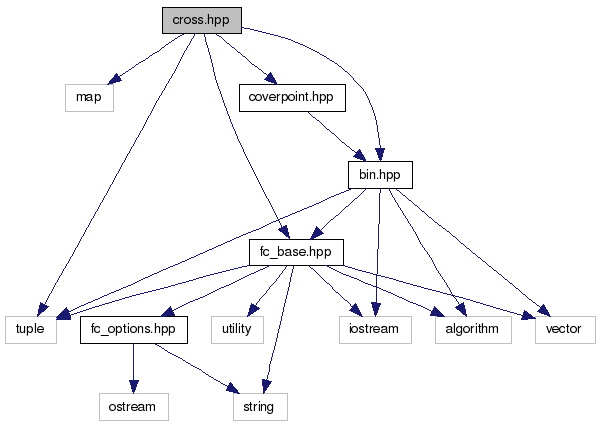 cross.hpp
map
coverpoint.hpp
bin.hpp
fc_base.hpp
tuple
fc_options.hpp
utility
iostream
algorithm
vector
ostream
string